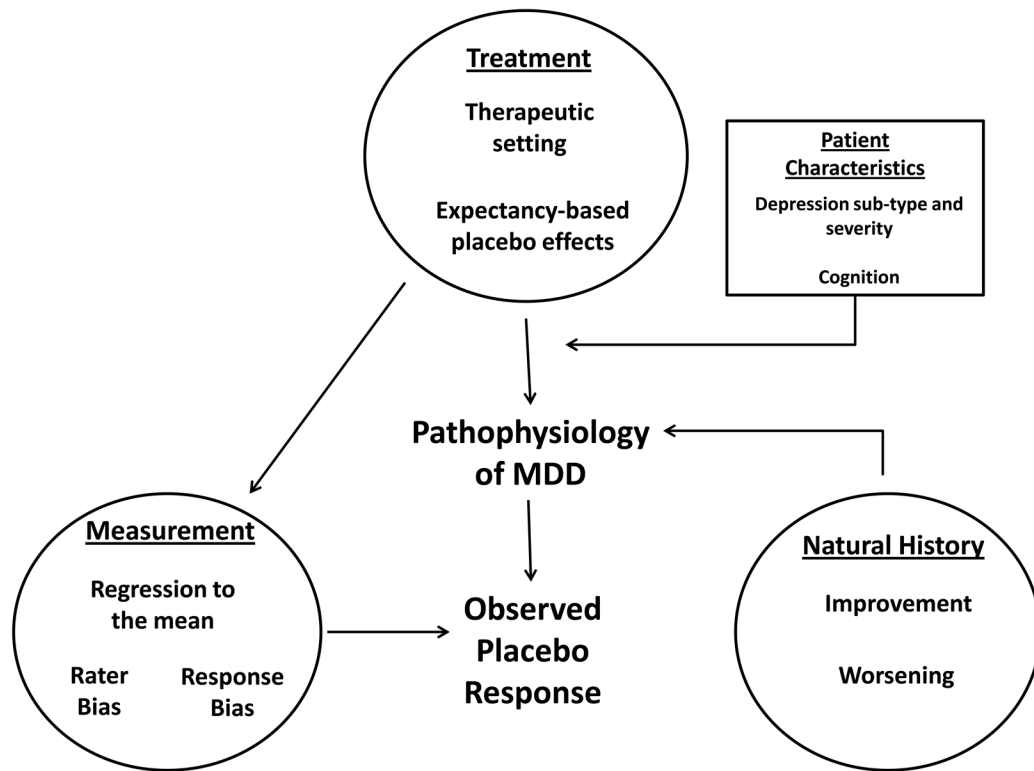 Treatment
Therapeutic
setting
Expectancy-based
placebo effects
Patient
Characteristics
Depression sub-type and
severity
Cognition
Pathophysiology
of MDD
Measurement
Regression to
the mean
Rater
Bias
Response
Bias
Observed
Placebo
Response
Natural History
Improvement
Worsening